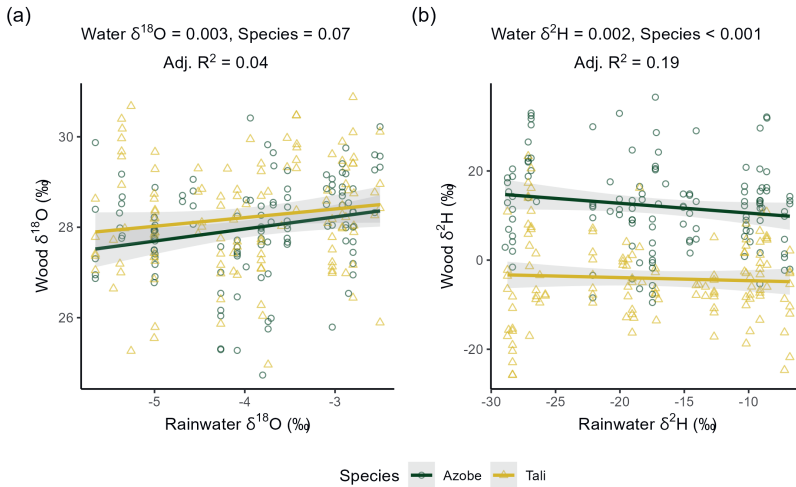 (a)
Water δ¹⁸O = 0.003, Species = 0.07
Adj. R² = 0.04
Wood δ¹⁸O (‰)
30
28
26
-5
-4
-3
Rainwater δ¹⁸O (‰)
(b)
Water δ²H = 0.002, Species < 0.001
Adj. R² = 0.19
Wood δ²H (‰)
20
0
-20
-30
-25
-20
-15
-10
Rainwater δ²H (‰)
Species
Azobe
Tali